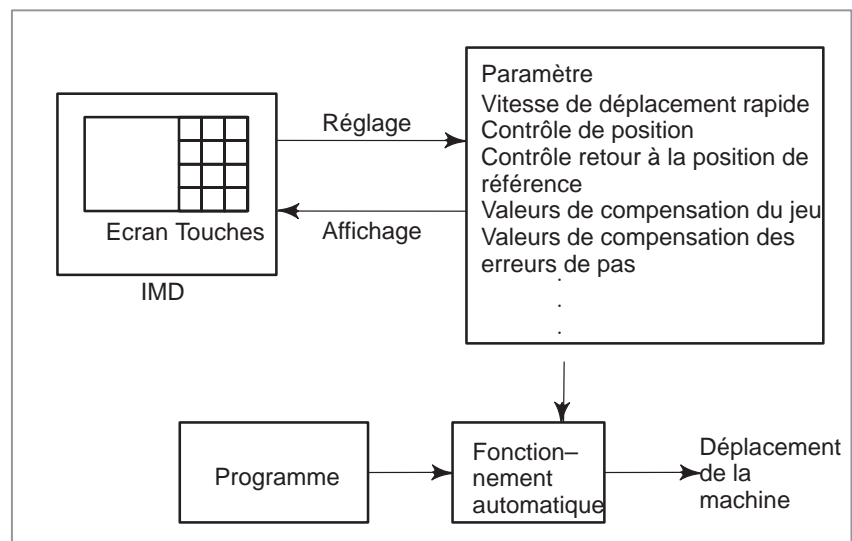 Paramètre
Vitesse de déplacement rapide
Contrôle de position
Contrôle retour à la position de
référence
Valeurs de compensation du jeu
Valeurs de compensation des
erreurs de pas
.
.
.
Réglage
Affichage
Ecran Touches
IMD
Programme
Fonction–
nement
automatique
Déplacement
de la
machine